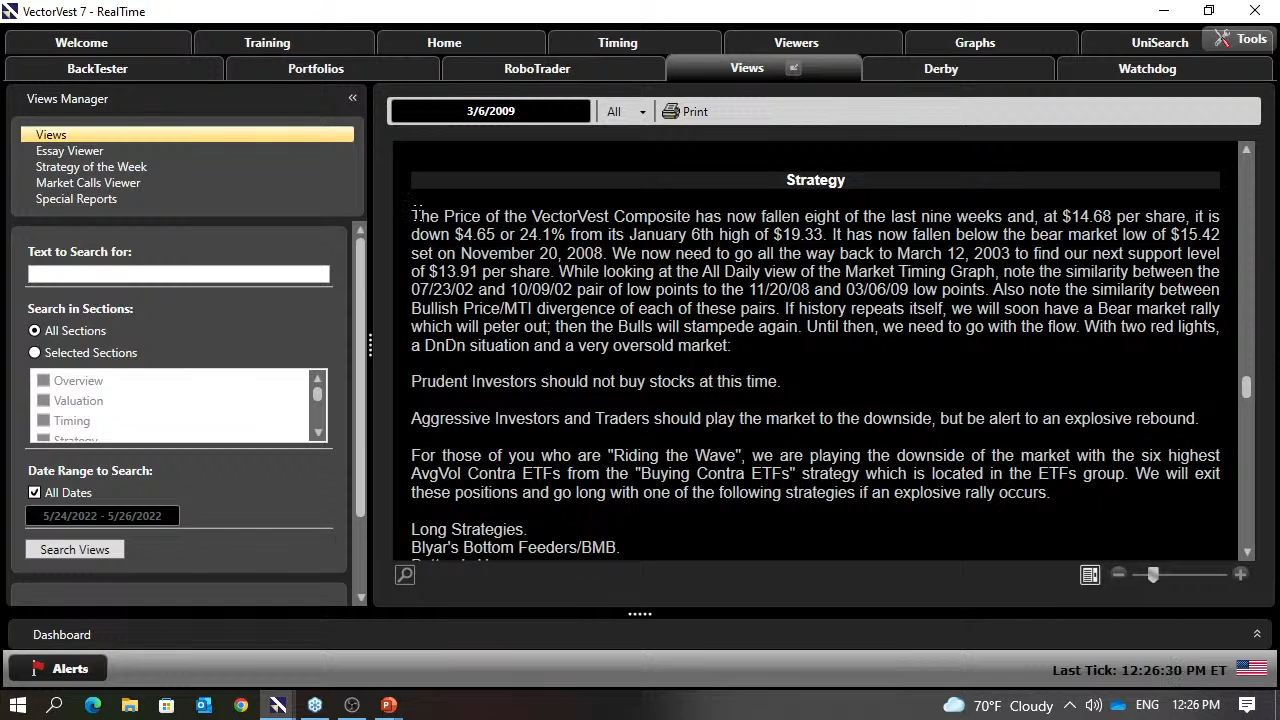 VectorVest 7 - RealTime
Welcome Training Home Timing Viewers Graphs UniSearch Tools
BackTester Portfolios RoboTrader Views Derby Watchdog
Views Manager «
Views
Essay Viewer
Strategy of the Week
Market Calls Viewer
Special Reports
Text to Search for:
Search in Sections:
All Sections
Selected Sections
Overview
Valuation
Timing
Strategy
Date Range to Search:
All Dates
5/24/2022 - 5/26/2022
Search Views
3/6/2009 All Print
Strategy
The Price of the VectorVest Composite has now fallen eight of the last nine weeks and, at $14.68 per share, it is
down $4.65 or 24.1% from its January 6th high of $19.33. It has now fallen below the bear market low of $15.42
set on November 20, 2008. We now need to go all the way back to March 12, 2003 to find our next support level
of $13.91 per share. While looking at the All Daily view of the Market Timing Graph, note the similarity between the
07/23/02 and 10/09/02 pair of low points to the 11/20/08 and 03/06/09 low points. Also note the similarity between
Bullish Price/MTI divergence of each of these pairs. If history repeats itself, we will soon have a Bear market rally
which will peter out; then the Bulls will stampede again. Until then, we need to go with the flow. With two red lights,
a DnDn situation and a very oversold market:
Prudent Investors should not buy stocks at this time.
Aggressive Investors and Traders should play the market to the downside, but be alert to an explosive rebound.
For those of you who are "Riding the Wave", we are playing the downside of the market with the six highest
AvgVol Contra ETFs from the "Buying Contra ETFs" strategy which is located in the ETFs group. We will exit
these positions and go long with one of the following strategies if an explosive rally occurs.
Long Strategies.
Blyar's Bottom Feeders/BMB.
Dashboard
Alerts
Last Tick: 12:26:30 PM ET
70°F Cloudy ENG 12:26 PM